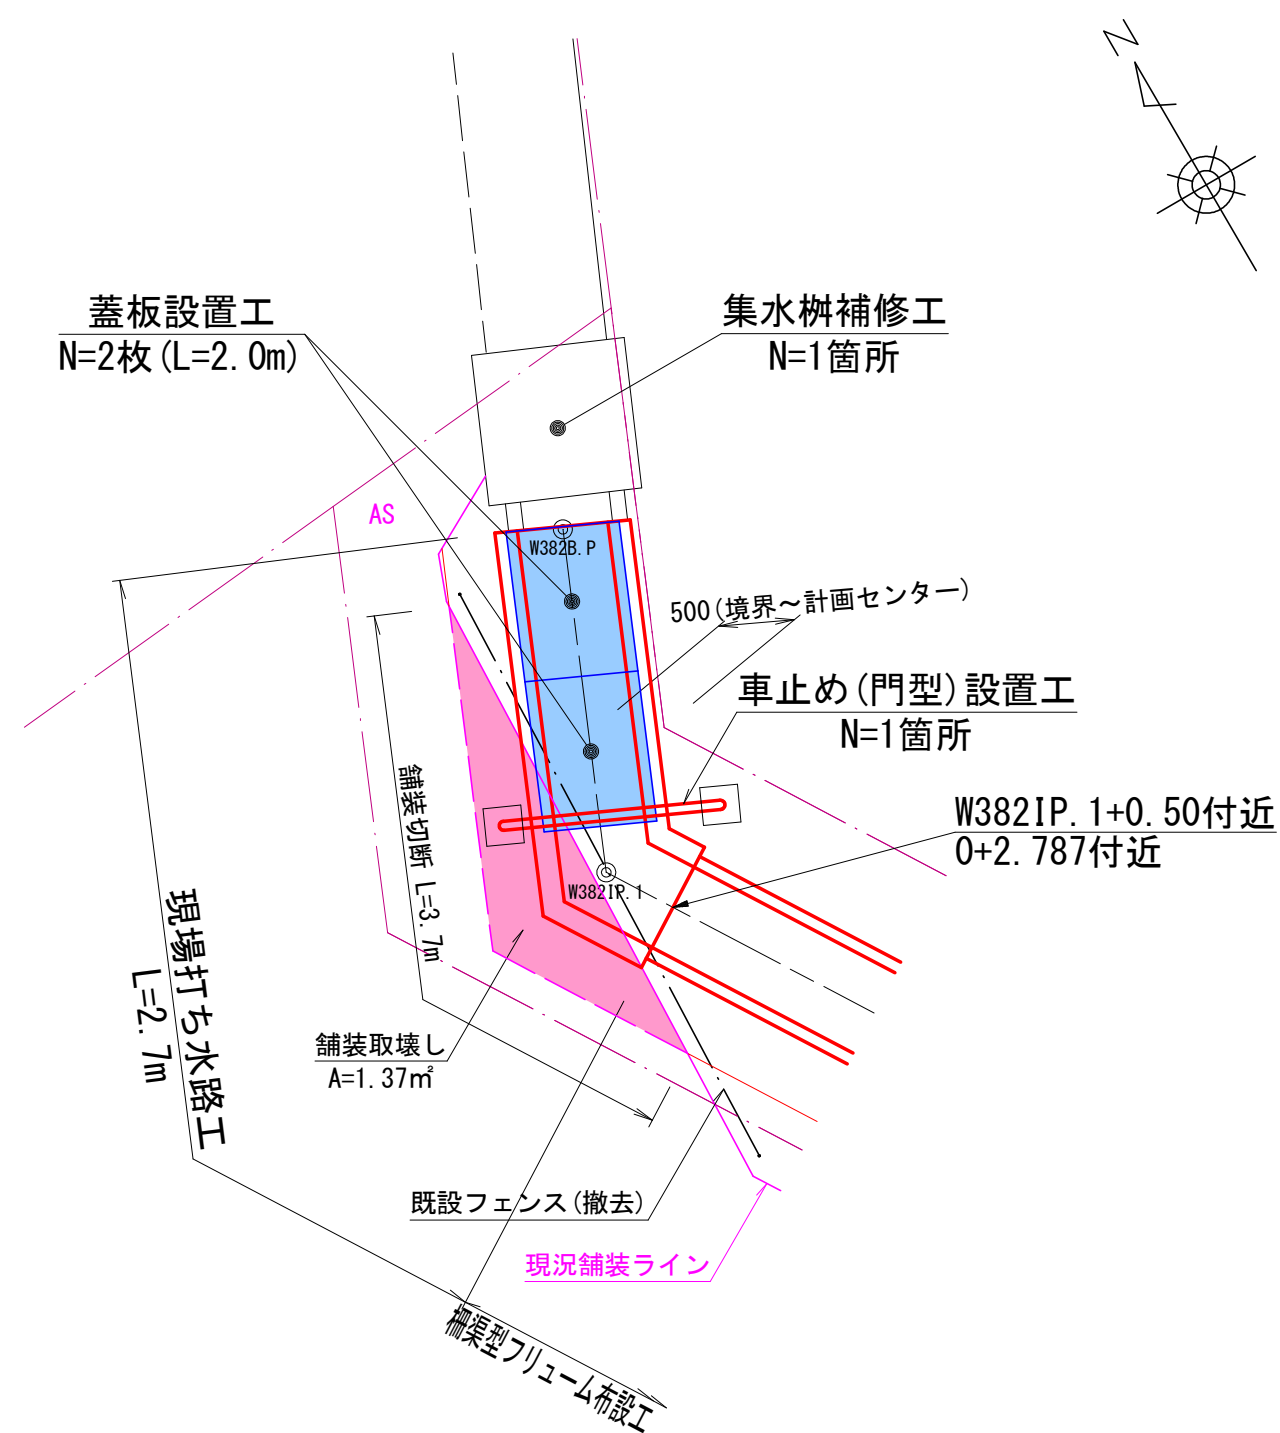 N
蓋板設置工
N=2枚(L=2.0m)
集水桝補修工
N=1箇所
AS
W382B.P
500(境界～計画センター)
車止め(門型)設置工
N=1箇所
W382IP.1+0.50付近
0+2.787付近
W382IP.1
舗装切断 L=3.7m
現場打ち水路工
L=2.7m
舗装取壊し
A=1.37㎡
既設フェンス(撤去)
現況舗装ライン
柵渠型フリューム布設工